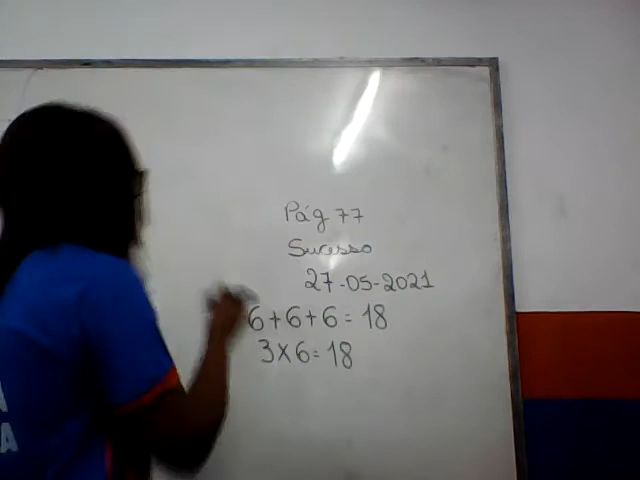 Pág 77
Sucesso
27-05-2021
6+6+6=18
3x6=18
A
A